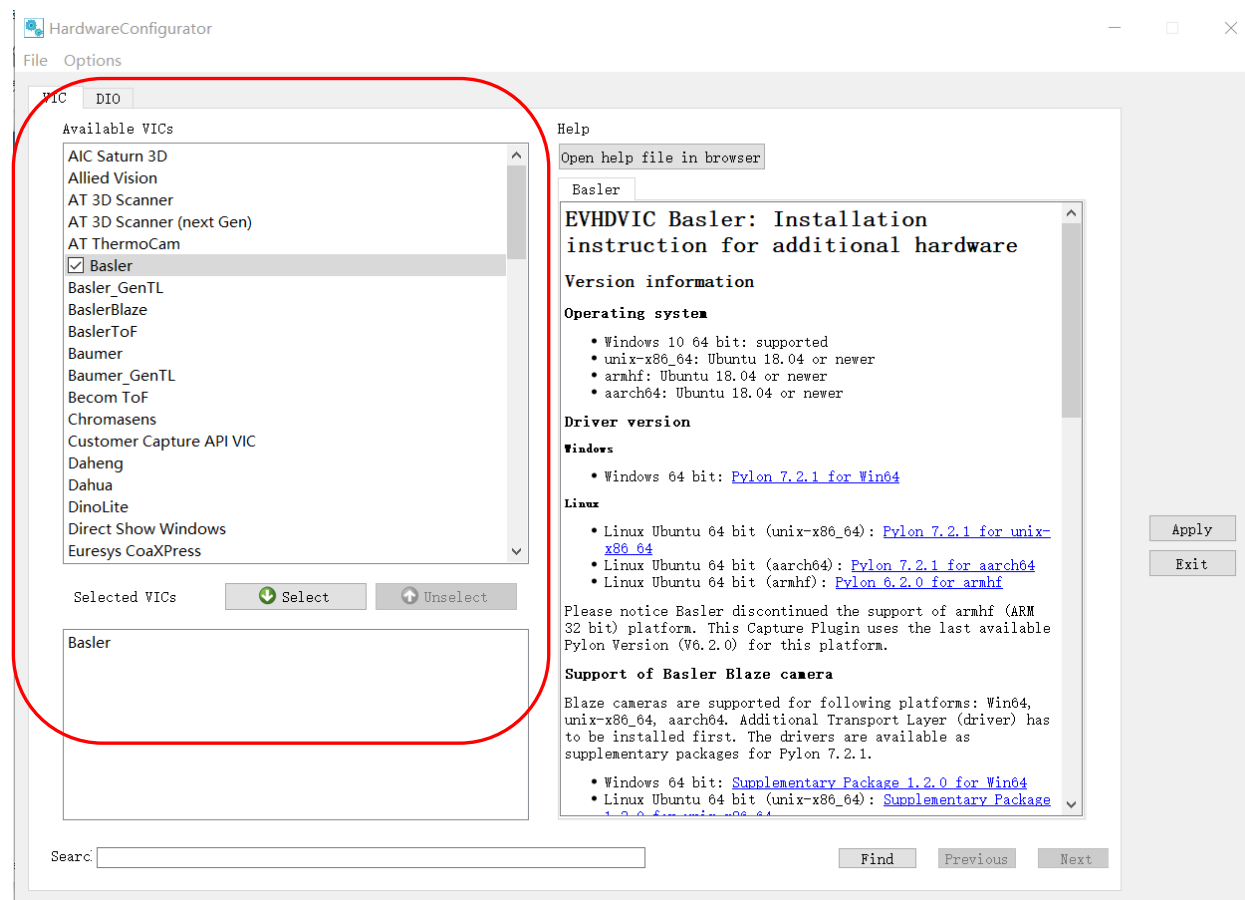 HardwareConfigurator
File Options
VIC DIO
Available VICs
AIC Saturn 3D
Allied Vision
AT 3D Scanner
AT 3D Scanner (next Gen)
AT ThermoCam
Basler
Basler_GenTL
BaslerBlaze
BaslerToF
Baumer
Baumer_GenTL
Becom ToF
Chromasens
Customer Capture API VIC
Daheng
Dahua
DinoLite
Direct Show Windows
Euresys CoaXPress
Selected VICs Select Unselect
Basler
Help
Open help file in browser
Basler
EVHDVIC Basler: Installation
instruction for additional hardware
Version information
Operating system
• Windows 10 64 bit: supported
• unix-x86_64: Ubuntu 18.04 or newer
• armhf: Ubuntu 18.04 or newer
• aarch64: Ubuntu 18.04 or newer
Driver version
Windows
• Windows 64 bit: Pylon 7.2.1 for Win64
Linux
• Linux Ubuntu 64 bit (unix-x86_64): Pylon 7.2.1 for unix-
x86_64
• Linux Ubuntu 64 bit (aarch64): Pylon 7.2.1 for aarch64
• Linux Ubuntu 64 bit (armhf): Pylon 6.2.0 for armhf
Please notice Basler discontinued the support of armhf (ARM
32 bit) platform. This Capture Plugin uses the last available
Pylon Version (V6.2.0) for this platform.
Support of Basler Blaze camera
Blaze cameras are supported for following platforms: Win64,
unix-x86_64, aarch64. Additional Transport Layer (driver) has
to be installed first. The drivers are available as
supplementary packages for Pylon 7.2.1.
• Windows 64 bit: Supplementary Package 1.2.0 for Win64
• Linux Ubuntu 64 bit (unix-x86_64): Supplementary Package
Apply
Exit
Searc
Find Previous Next